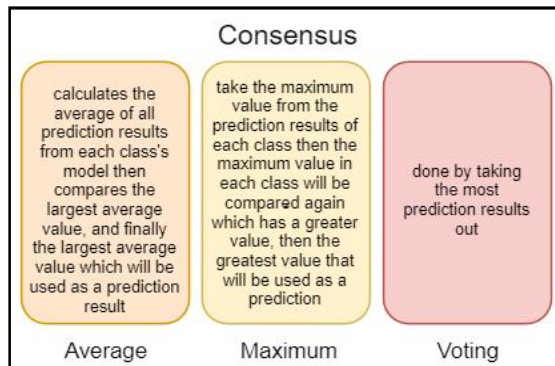 Consensus
calculates the
average of all
prediction results
from each class's
model then
compares the
largest average
value, and finally
the largest average
value which will be
used as a prediction
result
take the maximum
value from the
prediction results of
each class then the
maximum value in
each class will be
compared again
which has a greater
value, then the
greatest value that
will be used as a
prediction
done by taking
the most
prediction results
out
Average
Maximum
Voting